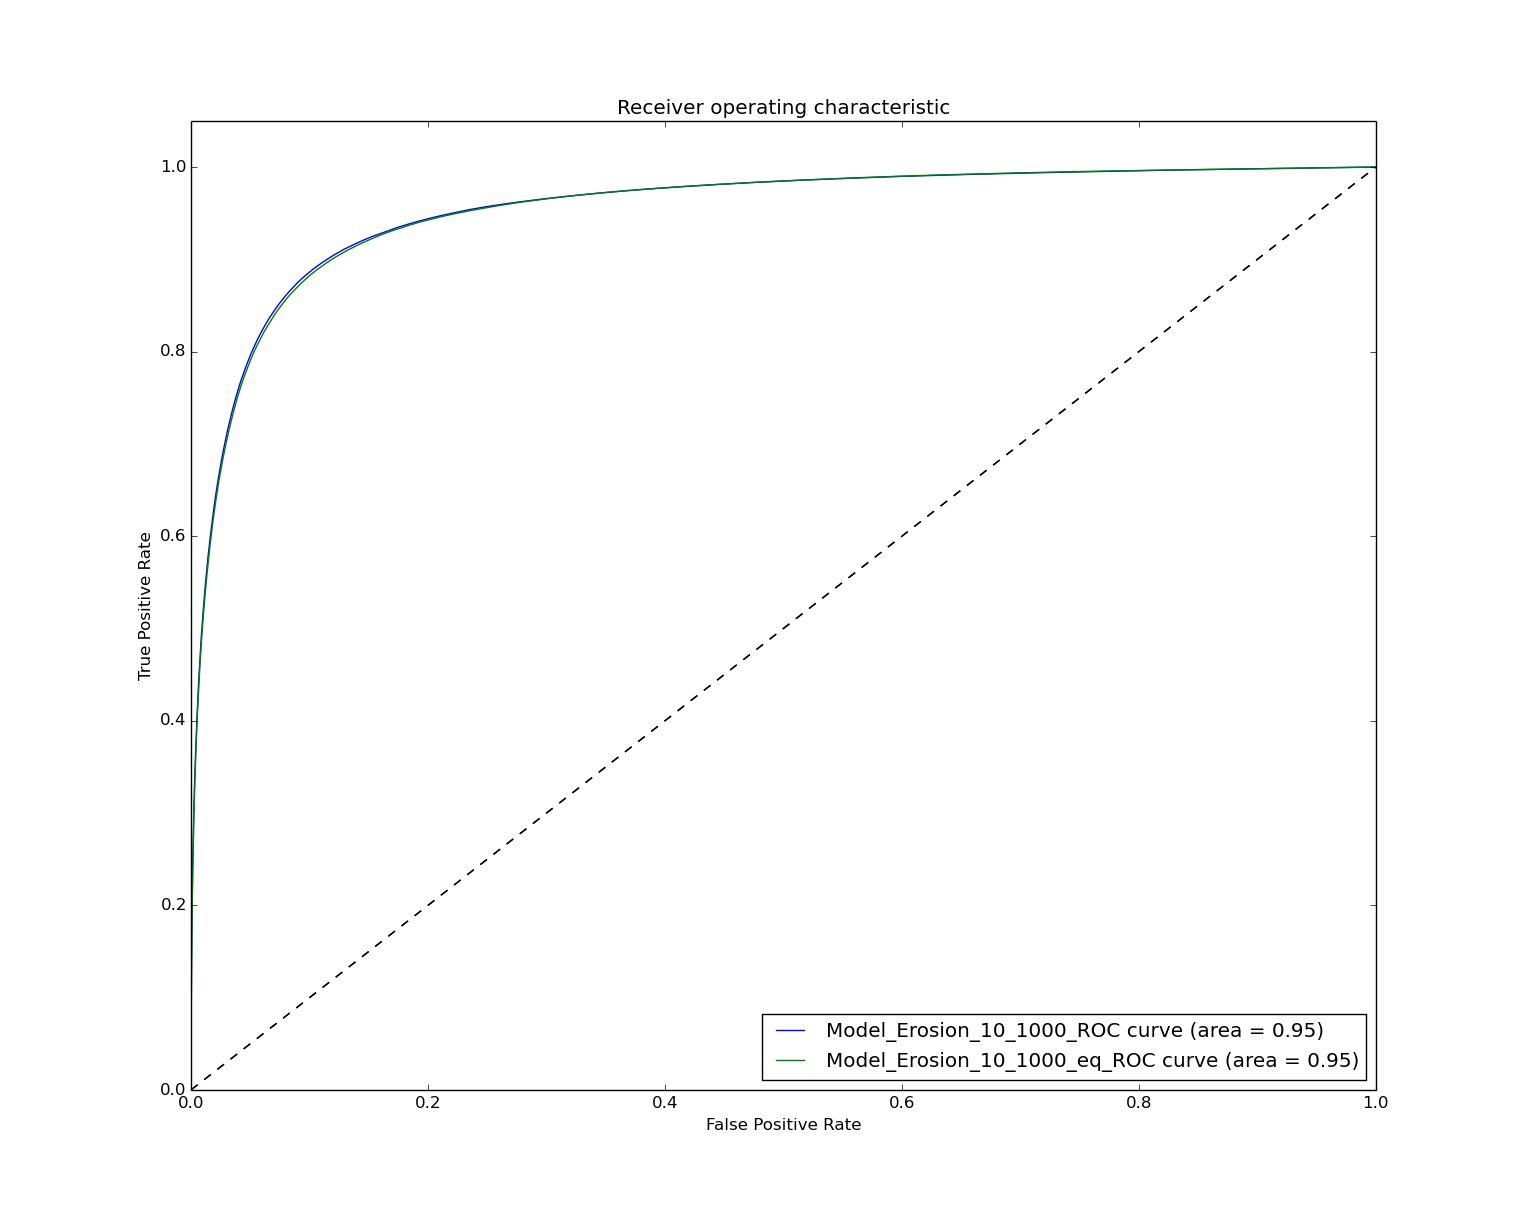 Receiver operating characteristic
1.0
0.8
0.6
0.4
0.2
0.0
True Positive Rate
0.0 0.2 0.4 0.6 0.8 1.0
False Positive Rate
Model_Erosion_10_1000_ROC curve (area = 0.95)
Model_Erosion_10_1000_eq_ROC curve (area = 0.95)